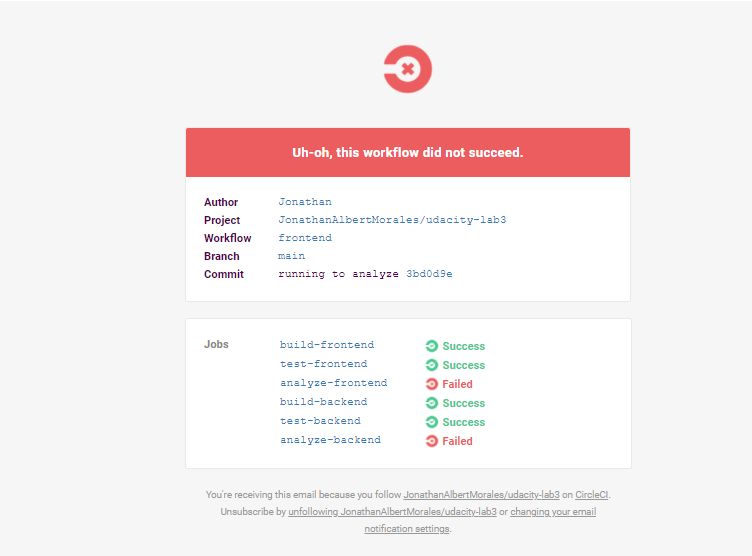 Uh-oh, this workflow did not succeed.
Author Jonathan
Project JonathanAlbertMorales/udacity-lab3
Workflow frontend
Branch main
Commit running to analyze 3bd0d9e
Jobs build-frontend Success
test-frontend Success
analyze-frontend Failed
build-backend Success
test-backend Success
analyze-backend Failed
You're receiving this email because you follow JonathanAlbertMorales/udacity-lab3 on CircleCI.
Unsubscribe by unfollowing JonathanAlbertMorales/udacity-lab3 or changing your email
notification settings.